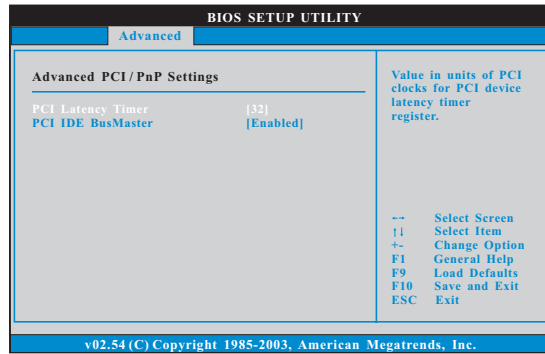 BIOS SETUP UTILITY
Advanced
Advanced PCI / PnP Settings
PCI Latency Timer [32]
PCI IDE BusMaster [Enabled]
Value in units of PCI
clocks for PCI device
latency timer
register.
←→ Select Screen
↑↓ Select Item
+- Change Option
F1 General Help
F9 Load Defaults
F10 Save and Exit
ESC Exit
v02.54 (C) Copyright 1985-2003, American Megatrends, Inc.